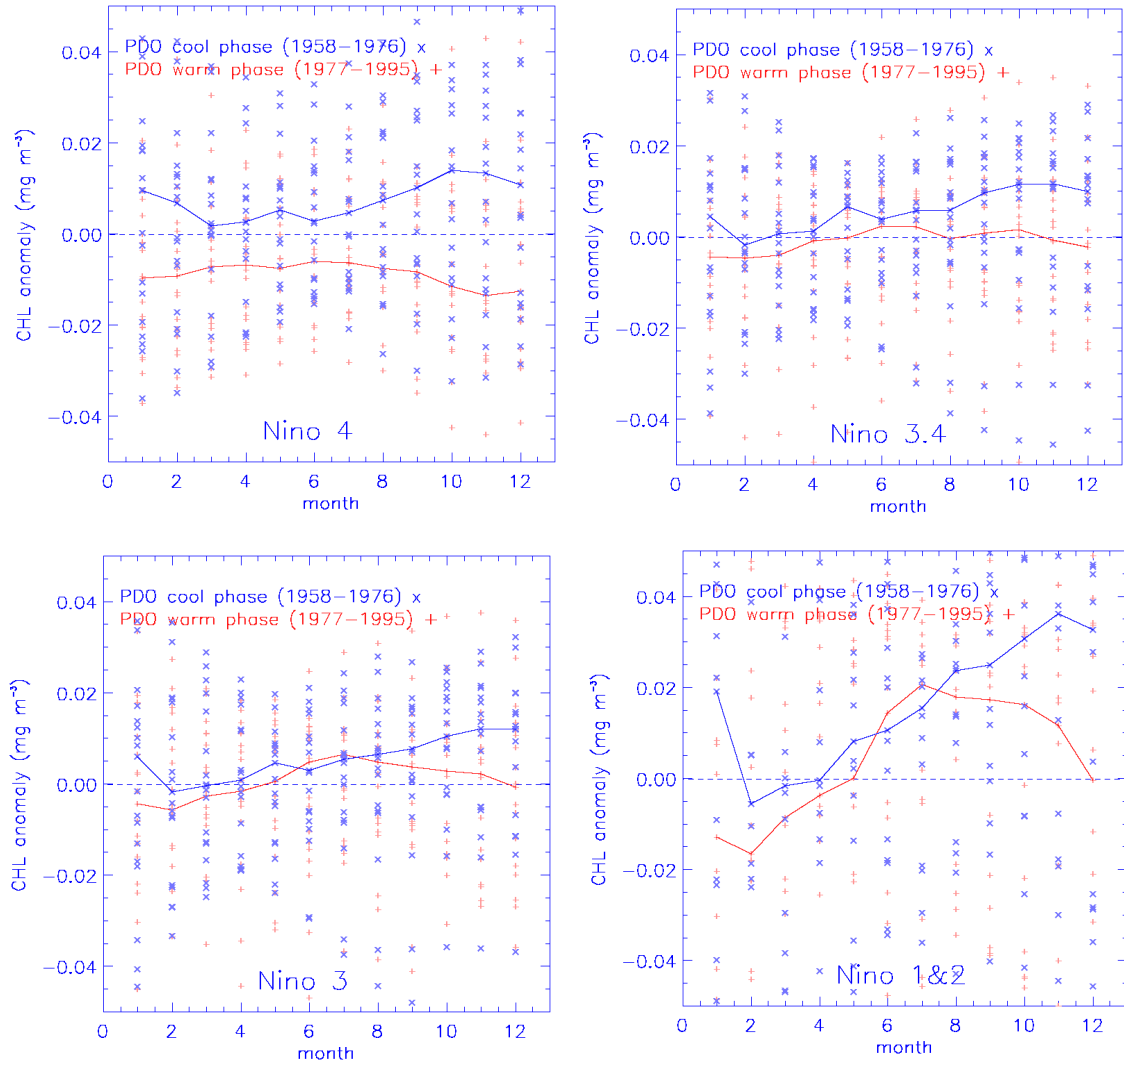 PDO cool phase (1958−1976) x
PDO warm phase (1977−1995) +
CHL anomaly (mg m⁻³)
0.04
0.02
0.00
−0.02
−0.04
Nino 4
0 2 4 6 8 10 12
month
PDO cool phase (1958−1976) x
PDO warm phase (1977−1995) +
CHL anomaly (mg m⁻³)
0.04
0.02
0.00
−0.02
−0.04
Nino 3.4
0 2 4 6 8 10 12
month
PDO cool phase (1958−1976) x
PDO warm phase (1977−1995) +
CHL anomaly (mg m⁻³)
0.04
0.02
0.00
−0.02
−0.04
Nino 3
0 2 4 6 8 10 12
month
PDO cool phase (1958−1976) x
PDO warm phase (1977−1995) +
CHL anomaly (mg m⁻³)
0.04
0.02
0.00
−0.02
−0.04
Nino 1&2
0 2 4 6 8 10 12
month